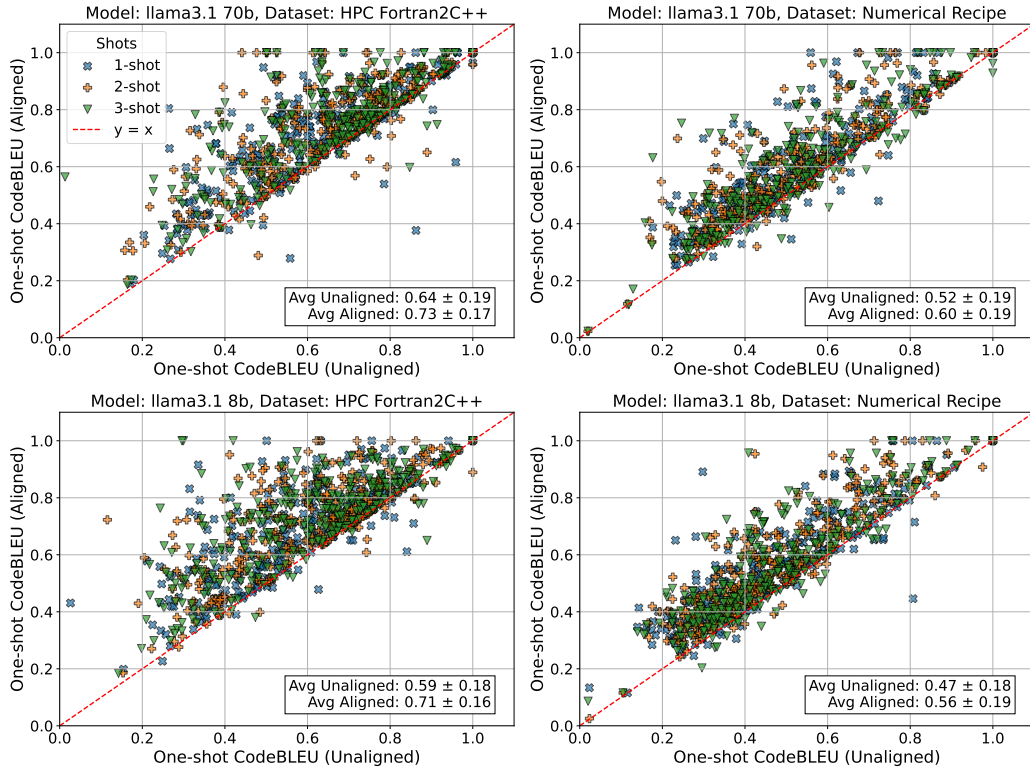 Model: llama3.1 70b, Dataset: HPC Fortran2C++
1.0
0.8
0.6
0.4
0.2
0.0
One-shot CodeBLEU (Aligned)
Shots
1-shot
2-shot
3-shot
y = x
Avg Unaligned: 0.64 ± 0.19
Avg Aligned: 0.73 ± 0.17
0.0 0.2 0.4 0.6 0.8 1.0
One-shot CodeBLEU (Unaligned)
Model: llama3.1 70b, Dataset: Numerical Recipe
1.0
0.8
0.6
0.4
0.2
0.0
One-shot CodeBLEU (Aligned)
Avg Unaligned: 0.52 ± 0.19
Avg Aligned: 0.60 ± 0.19
0.0 0.2 0.4 0.6 0.8 1.0
One-shot CodeBLEU (Unaligned)
Model: llama3.1 8b, Dataset: HPC Fortran2C++
1.0
0.8
0.6
0.4
0.2
0.0
One-shot CodeBLEU (Aligned)
Avg Unaligned: 0.59 ± 0.18
Avg Aligned: 0.71 ± 0.16
0.0 0.2 0.4 0.6 0.8 1.0
One-shot CodeBLEU (Unaligned)
Model: llama3.1 8b, Dataset: Numerical Recipe
1.0
0.8
0.6
0.4
0.2
0.0
One-shot CodeBLEU (Aligned)
Avg Unaligned: 0.47 ± 0.18
Avg Aligned: 0.56 ± 0.19
0.0 0.2 0.4 0.6 0.8 1.0
One-shot CodeBLEU (Unaligned)